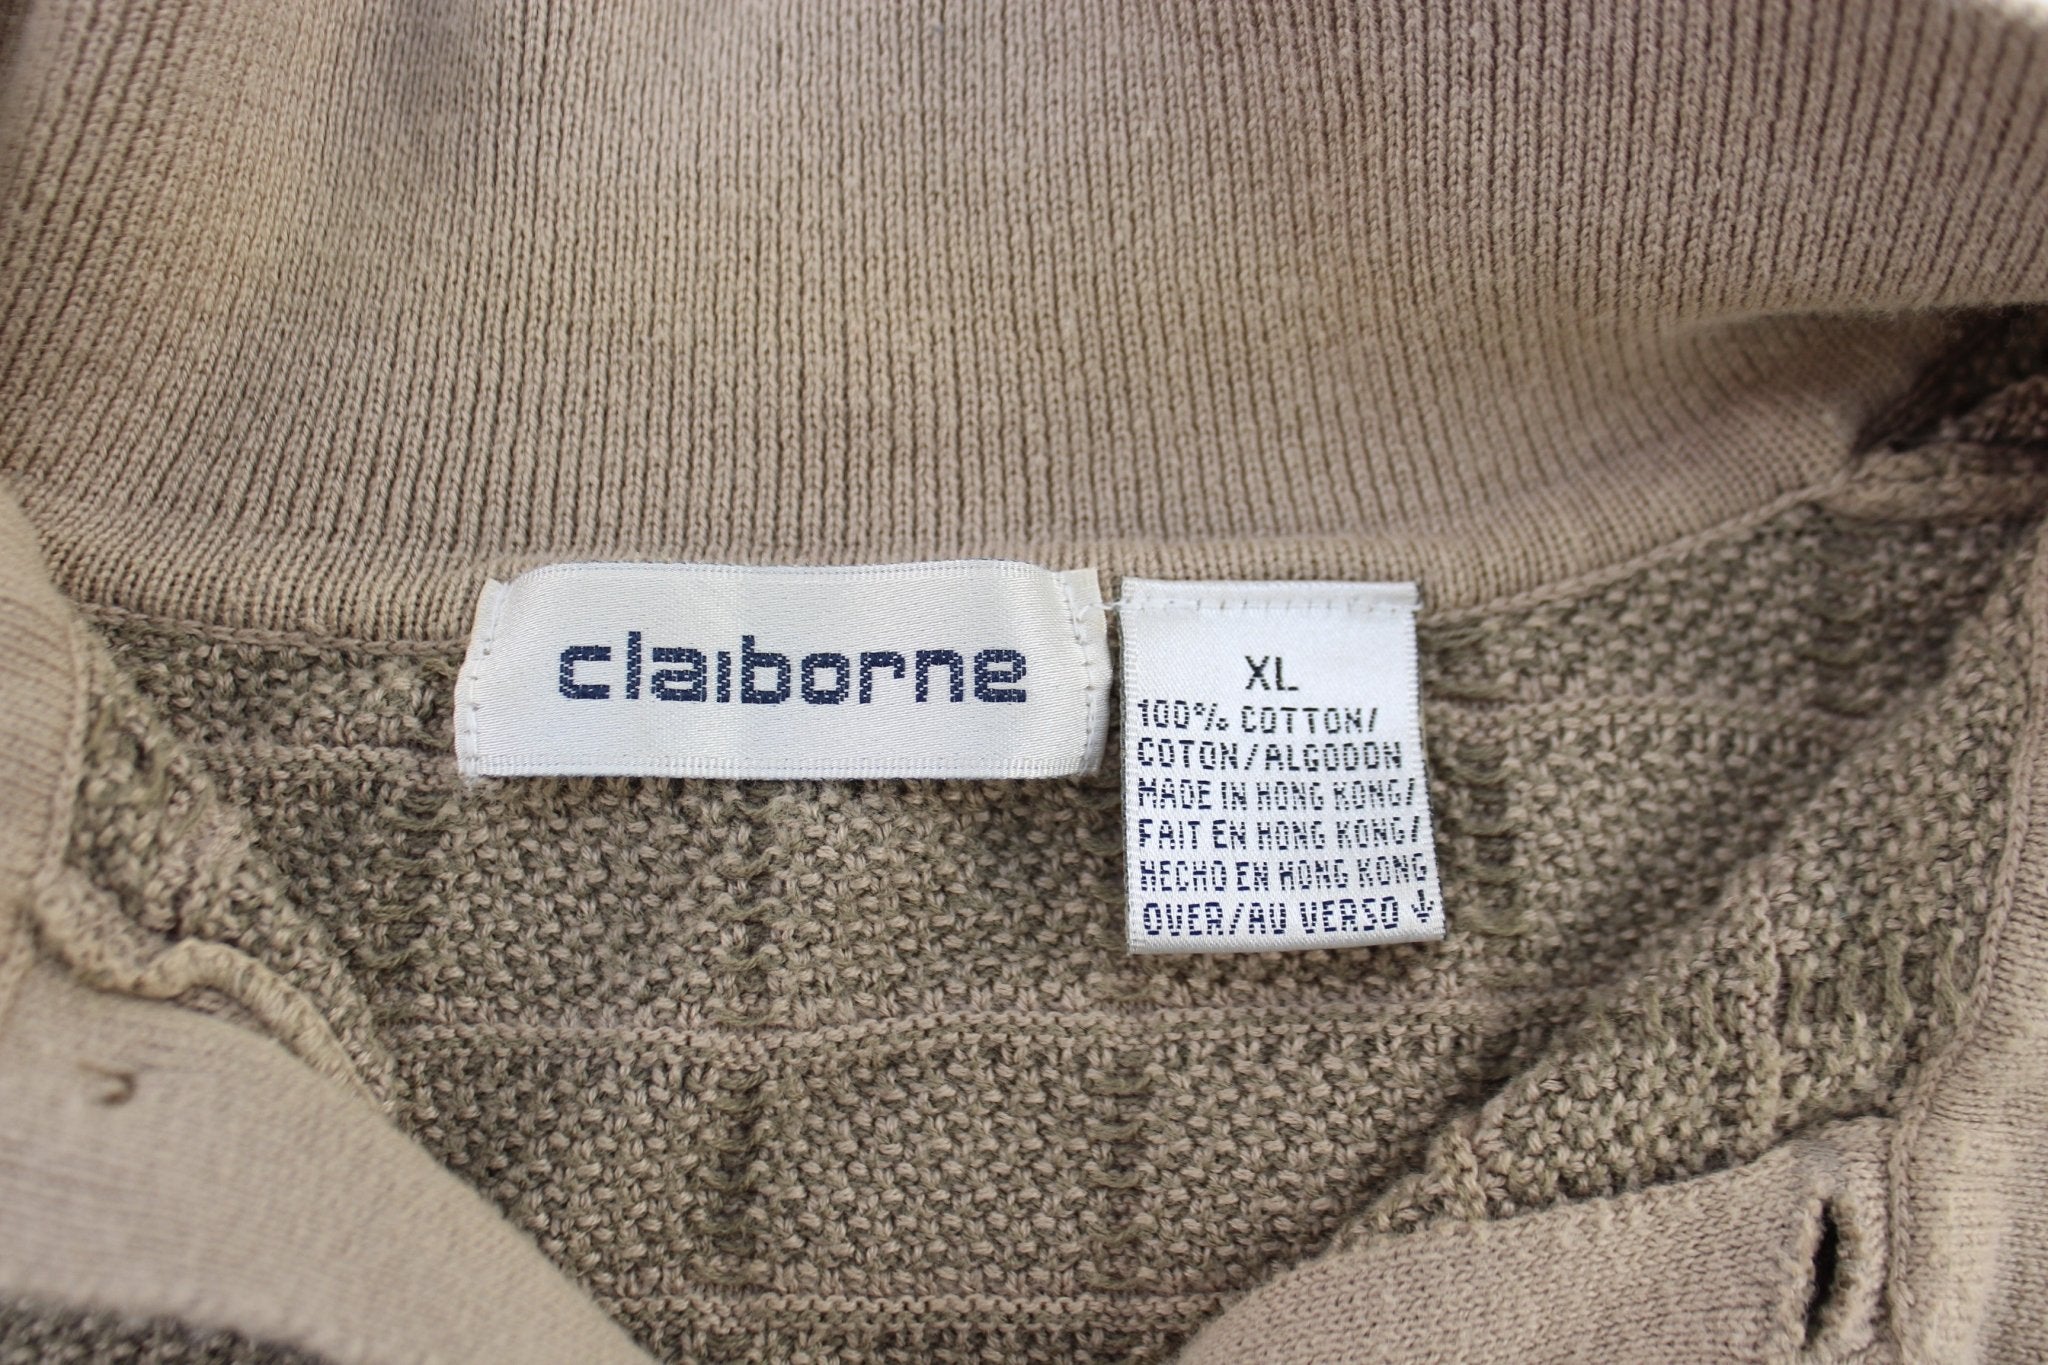 claiborne
XL
100% COTTON/
COTON/ALGODON
MADE IN HONG KONG/
FAIT EN HONG KONG/
HECHO EN HONG KONG
OVER/AU VERSO ↓